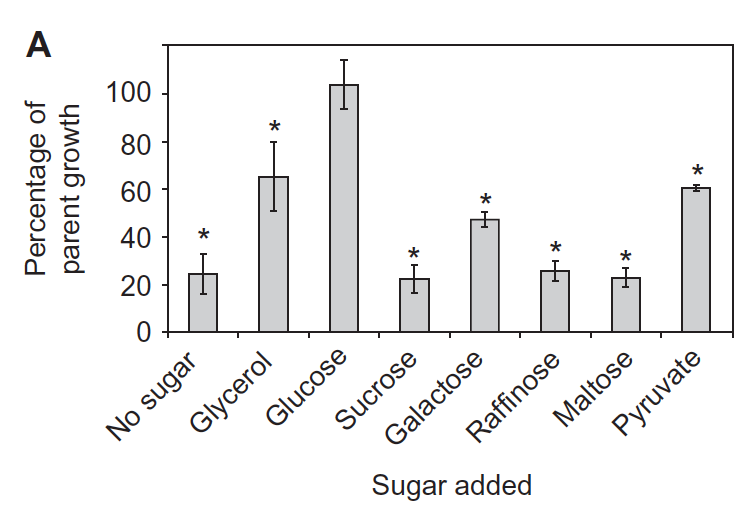 A
Percentage of
parent growth
100
80
60
40
20
0
*
*
*
*
*
*
*
No sugar
Glycerol
Glucose
Sucrose
Galactose
Raffinose
Maltose
Pyruvate
Sugar added